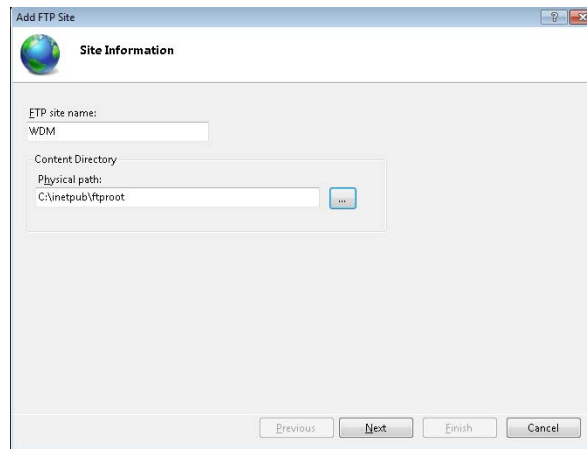 Add FTP Site
Site Information
FTP site name:
WDM
Content Directory
Physical path:
C:\inetpub\ftproot
...
Previous
Next
Finish
Cancel